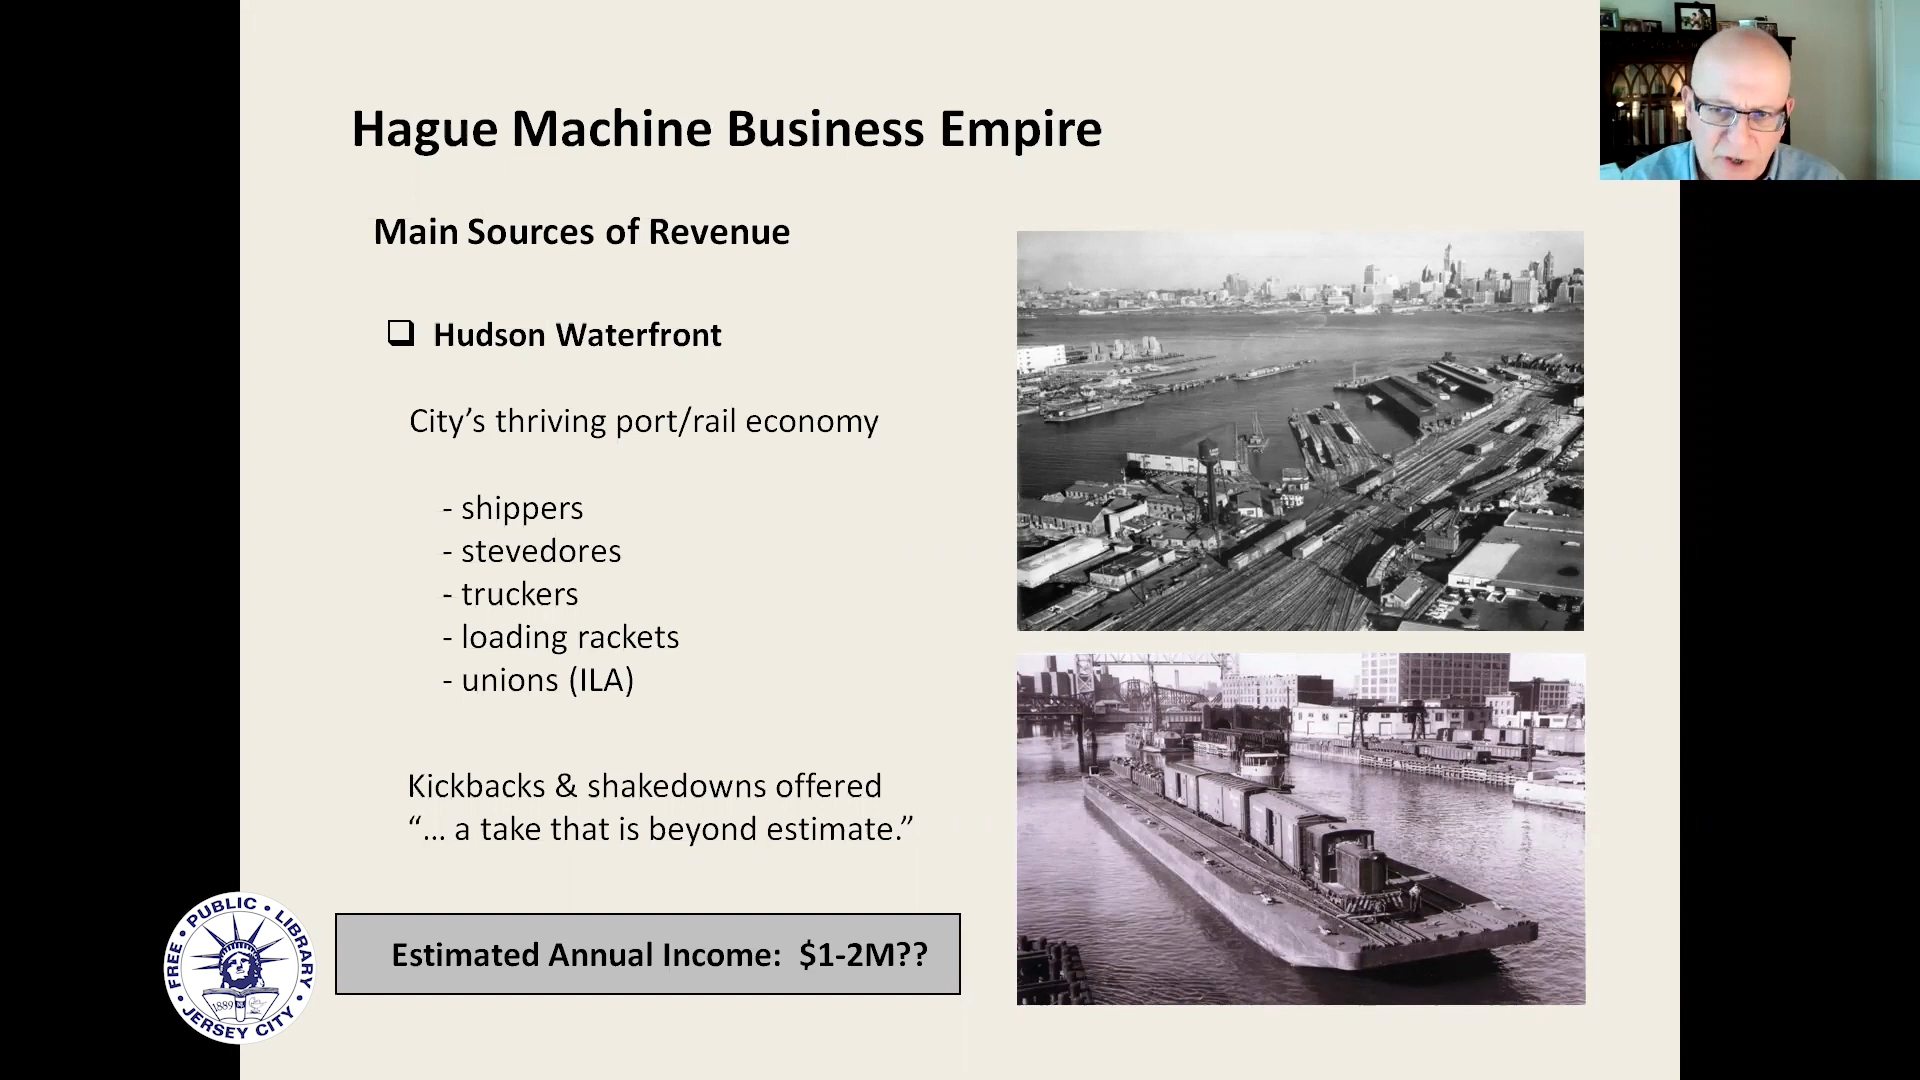 Hague Machine Business Empire
Main Sources of Revenue
❑ Hudson Waterfront
City’s thriving port/rail economy
- shippers
- stevedores
- truckers
- loading rackets
- unions (ILA)
Kickbacks & shakedowns offered
“... a take that is beyond estimate.”
Estimated Annual Income: $1-2M??
FREE • PUBLIC • LIBRARY
1889
• JERSEY CITY •